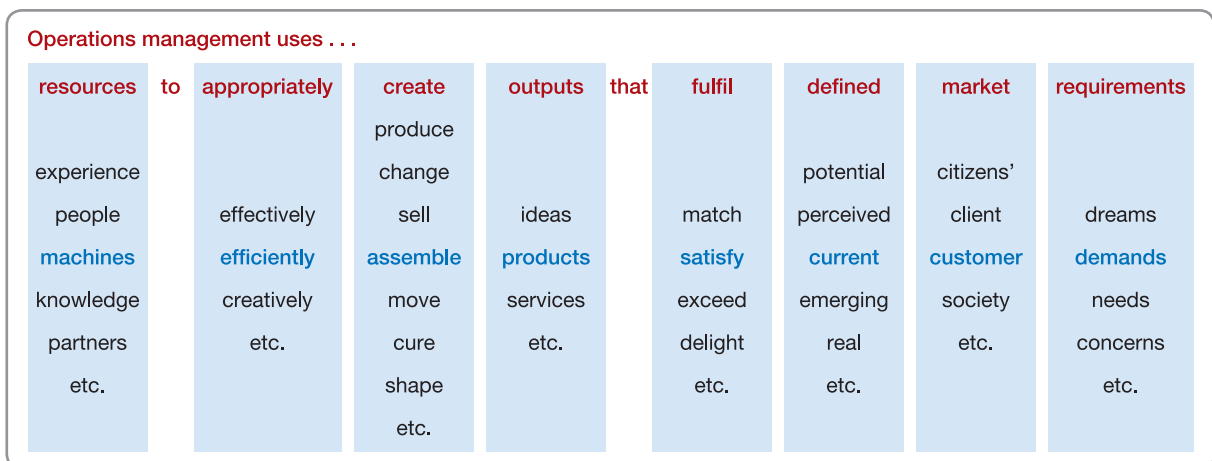 Operations management uses . . .
resources to appropriately create outputs that fulfil defined market requirements
produce
experience change potential citizens’
people effectively sell ideas match perceived client dreams
machines efficiently assemble products satisfy current customer demands
knowledge creatively move services exceed emerging society needs
partners etc. cure etc. delight real etc. concerns
etc. shape etc. etc. etc.
etc.